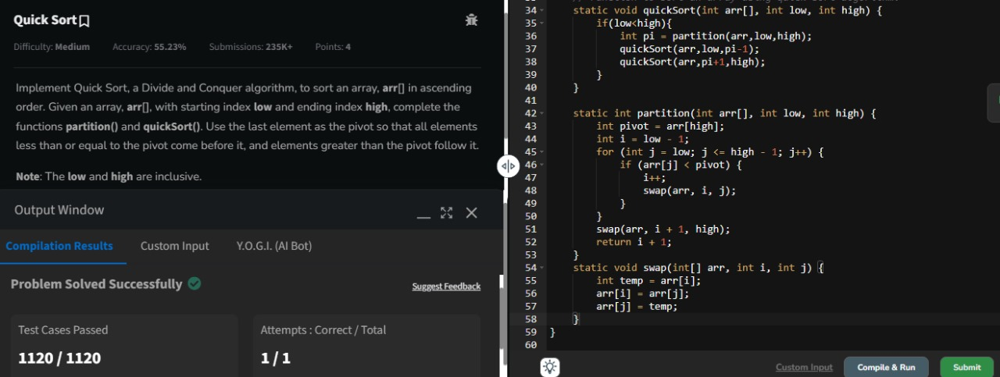 Quick Sort
Difficulty: Medium Accuracy: 55.23% Submissions: 235K+ Points: 4
Implement Quick Sort, a Divide and Conquer algorithm, to sort an array, arr[] in ascending
order. Given an array, arr[], with starting index low and ending index high, complete the
functions partition() and quickSort(). Use the last element as the pivot so that all elements
less than or equal to the pivot come before it, and elements greater than the pivot follow it.
Note: The low and high are inclusive.
Output Window
Compilation Results Custom Input Y.O.G.I. (AI Bot)
Problem Solved Successfully
Suggest Feedback
Test Cases Passed
1120 / 1120
Attempts : Correct / Total
1 / 1
34 static void quickSort(int arr[], int low, int high) {
35 if(low<high){
36 int pi = partition(arr,low,high);
37 quickSort(arr,low,pi-1);
38 quickSort(arr,pi+1,high);
39 }
40 }
41
42 static int partition(int arr[], int low, int high) {
43 int pivot = arr[high];
44 int i = low - 1;
45 for (int j = low; j <= high - 1; j++) {
46 if (arr[j] < pivot) {
47 i++;
48 swap(arr, i, j);
49 }
50 }
51 swap(arr, i + 1, high);
52 return i + 1;
53 }
54 static void swap(int[] arr, int i, int j) {
55 int temp = arr[i];
56 arr[i] = arr[j];
57 arr[j] = temp;
58 }
59 }
60
Custom Input Compile & Run Submit